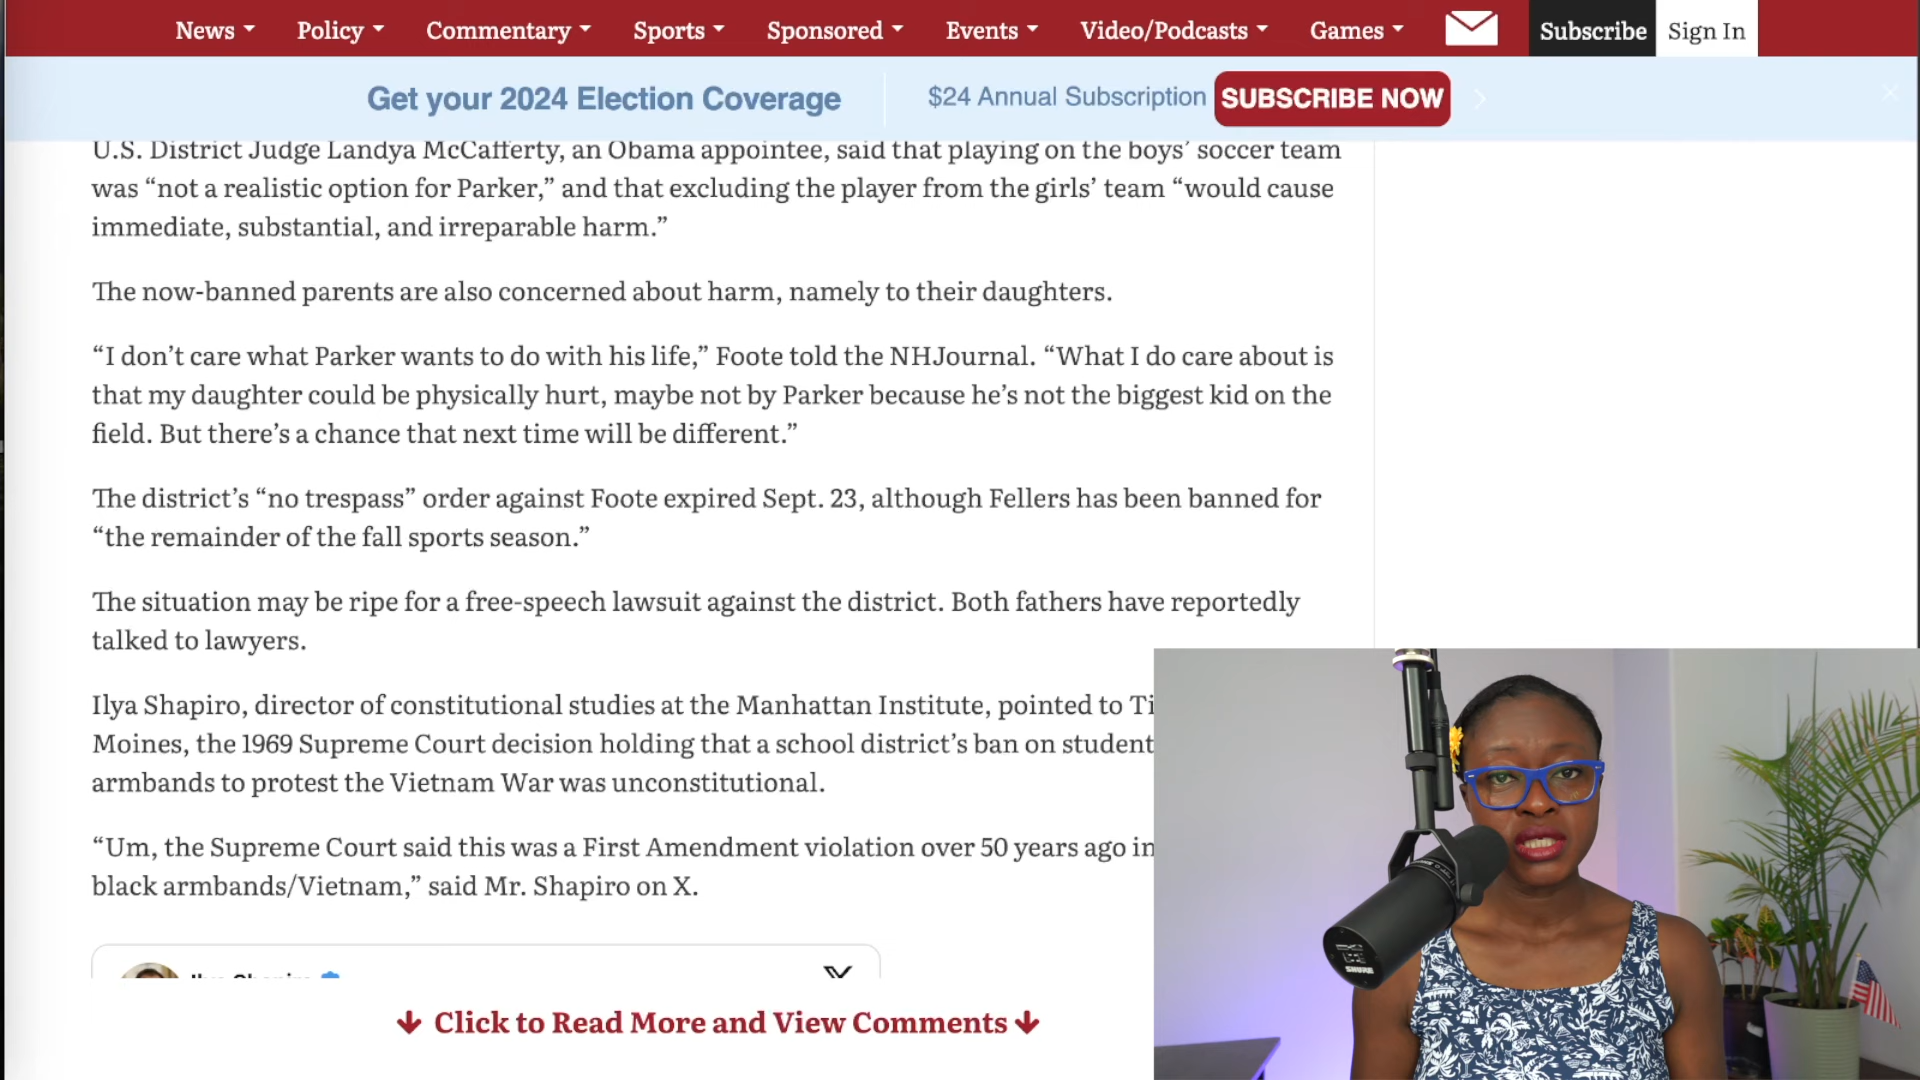 News Policy Commentary Sports Sponsored Events Video/Podcasts Games Subscribe Sign In
Get your 2024 Election Coverage $24 Annual Subscription SUBSCRIBE NOW
U.S. District Judge Landya McCafferty, an Obama appointee, said that playing on the boys’ soccer team
was “not a realistic option for Parker,” and that excluding the player from the girls’ team “would cause
immediate, substantial, and irreparable harm.”
The now-banned parents are also concerned about harm, namely to their daughters.
“I don’t care what Parker wants to do with his life,” Foote told the NHJournal. “What I do care about is
that my daughter could be physically hurt, maybe not by Parker because he’s not the biggest kid on the
field. But there’s a chance that next time will be different.”
The district’s “no trespass” order against Foote expired Sept. 23, although Fellers has been banned for
“the remainder of the fall sports season.”
The situation may be ripe for a free-speech lawsuit against the district. Both fathers have reportedly
talked to lawyers.
Ilya Shapiro, director of constitutional studies at the Manhattan Institute, pointed to Ti
Moines, the 1969 Supreme Court decision holding that a school district’s ban on student
armbands to protest the Vietnam War was unconstitutional.
“Um, the Supreme Court said this was a First Amendment violation over 50 years ago in
black armbands/Vietnam,” said Mr. Shapiro on X.
Click to Read More and View Comments
SHURE